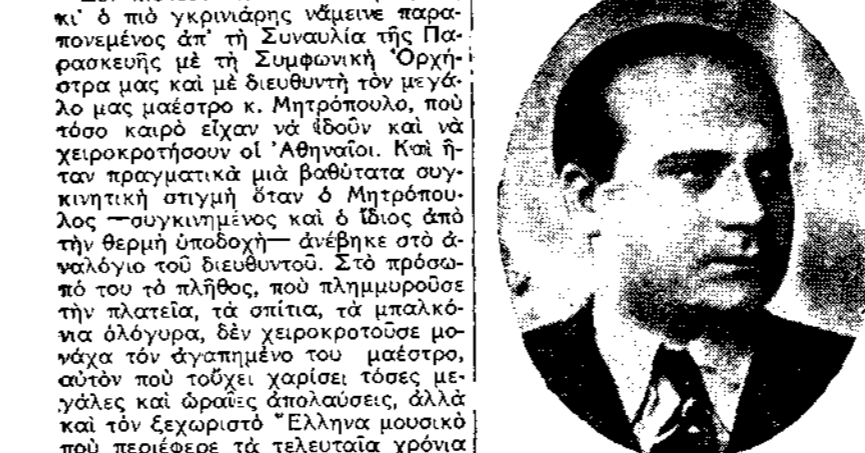 κι' ὁ πιὸ γκρινιάρης νἄμεινε παρα-
πονεμένος ἀπ' τὴ Συναυλία τῆς Πα-
ρασκευῆς μὲ τὴ Συμφωνικὴ Ὀρχή-
στρα μας καὶ μὲ διευθυντὴ τὸν μεγά-
λο μας μαέστρο κ. Μητρόπουλο, ποὺ
τόσο καιρὸ εἶχαν νὰ ἰδοῦν καὶ νὰ
χειροκροτήσουν οἱ Ἀθηναῖοι. Καὶ ἦ-
ταν πραγματικὰ μιὰ βαθύτατα συγ-
κινητικὴ στιγμὴ ὅταν ὁ Μητρόπου-
λος —συγκινημένος καὶ ὁ ἴδιος ἀπὸ
τὴν θερμὴ ὑποδοχὴ— ἀνέβηκε στὸ ἀ-
ναλόγιο τοῦ διευθυντοῦ. Στὸ πρόσω-
πό του τὸ πλῆθος, ποὺ πλημμυροῦσε
τὴν πλατεῖα, τὰ σπίτια, τὰ μπαλκό-
νια ὁλόγυρα, δὲν χειροκροτοῦσε μο-
νάχα τόν ἀγαπημένο του μαέστρο,
αὐτὸν ποὺ τοὔχει χαρίσει τόσες με-
γάλες καὶ ὡραῖες ἀπολαύσεις, ἀλλὰ
καὶ τὸν ξεχωριστὸ Ἕλληνα μουσικὸ
ποὺ περιέφερε τὰ τελευταῖα χρόνια